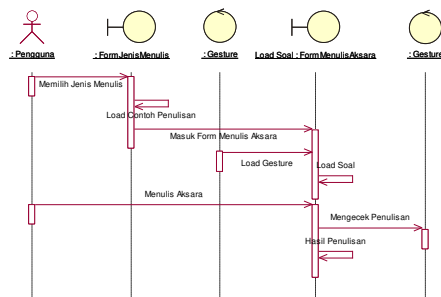 : Pengguna
: FormJenisMenulis
: Gesture
Load Soal : FormMenulisAksara
: Gesture
Memilih Jenis Menulis
Load Contoh Penulisan
Masuk Form Menulis Aksara
Load Gesture
Load Soal
Menulis Aksara
Mengecek Penulisan
Hasil Penulisan